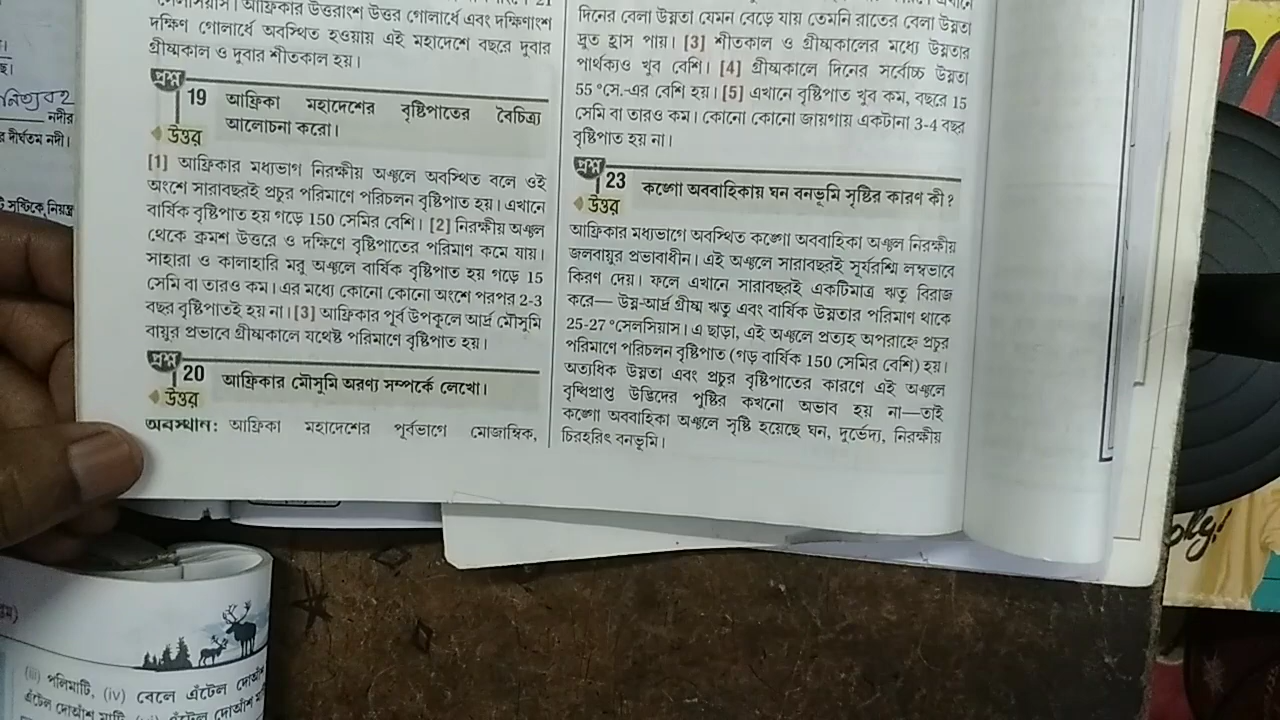 নিত্যবহ
নদীর
র দীর্ঘতম নদী।
আফ্রিকার উত্তরাংশ উত্তর গোলার্ধে এবং দক্ষিণাংশ
দক্ষিণ গোলার্ধে অবস্থিত হওয়ায় এই মহাদেশে বছরে দুবার
গ্রীষ্মকাল ও দুবার শীতকাল হয়।
প্রশ্ন
19 আফ্রিকা মহাদেশের বৃষ্টিপাতের বৈচিত্র্য
আলোচনা করো।
উত্তর
[1] আফ্রিকার মধ্যভাগ নিরক্ষীয় অঞ্চলে অবস্থিত বলে ওই
অংশে সারাবছরই প্রচুর পরিমাণে পরিচলন বৃষ্টিপাত হয়। এখানে
বার্ষিক বৃষ্টিপাত হয় গড়ে 150 সেমির বেশি। [2] নিরক্ষীয় অঞ্চল
থেকে ক্রমশ উত্তরে ও দক্ষিণে বৃষ্টিপাতের পরিমাণ কমে যায়।
সাহারা ও কালাহারি মরু অঞ্চলে বার্ষিক বৃষ্টিপাত হয় গড়ে 15
সেমি বা তারও কম। এর মধ্যে কোনো কোনো অংশে পরপর 2-3
বছর বৃষ্টিপাতই হয় না। [3] আফ্রিকার পূর্ব উপকূলে আর্দ্র মৌসুমি
বায়ুর প্রভাবে গ্রীষ্মকালে যথেষ্ট পরিমাণে বৃষ্টিপাত হয়।
প্রশ্ন
20 আফ্রিকার মৌসুমি অরণ্য সম্পর্কে লেখো।
উত্তর
অবস্থান: আফ্রিকা মহাদেশের পূর্বভাগে মোজাম্বিক,
দিনের বেলা উষ্ণতা যেমন বেড়ে যায় তেমনি রাতের বেলা উষ্ণতা
দ্রুত হ্রাস পায়। [3] শীতকাল ও গ্রীষ্মকালের মধ্যে উষ্ণতার
পার্থক্যও খুব বেশি। [4] গ্রীষ্মকালে দিনের সর্বোচ্চ উষ্ণতা
55 °সে.-এর বেশি হয়। [5] এখানে বৃষ্টিপাত খুব কম, বছরে 15
সেমি বা তারও কম। কোনো কোনো জায়গায় একটানা 3-4 বছর
বৃষ্টিপাত হয় না।
প্রশ্ন
23 কঙ্গো অববাহিকায় ঘন বনভূমি সৃষ্টির কারণ কী?
উত্তর
আফ্রিকার মধ্যভাগে অবস্থিত কঙ্গো অববাহিকা অঞ্চল নিরক্ষীয়
জলবায়ুর প্রভাবাধীন। এই অঞ্চলে সারাবছরই সূর্যরশ্মি লম্বভাবে
কিরণ দেয়। ফলে এখানে সারাবছরই একটিমাত্র ঋতু বিরাজ
করে— উষ্ণ-আর্দ্র গ্রীষ্ম ঋতু এবং বার্ষিক উষ্ণতার পরিমাণ থাকে
25-27 °সেলসিয়াস। এ ছাড়া, এই অঞ্চলে প্রত্যহ অপরাহ্ণে প্রচুর
পরিমাণে পরিচলন বৃষ্টিপাত (গড় বার্ষিক 150 সেমির বেশি) হয়।
অত্যধিক উষ্ণতা এবং প্রচুর বৃষ্টিপাতের কারণে এই অঞ্চলে
বৃদ্ধিপ্রাপ্ত উদ্ভিদের পুষ্টির কখনো অভাব হয় না—তাই
কঙ্গো অববাহিকা অঞ্চলে সৃষ্টি হয়েছে ঘন, দুর্ভেদ্য, নিরক্ষীয়
চিরহরিৎ বনভূমি।
(iii) পলিমাটি, (iv) বেলে এঁটেল দোআঁশ